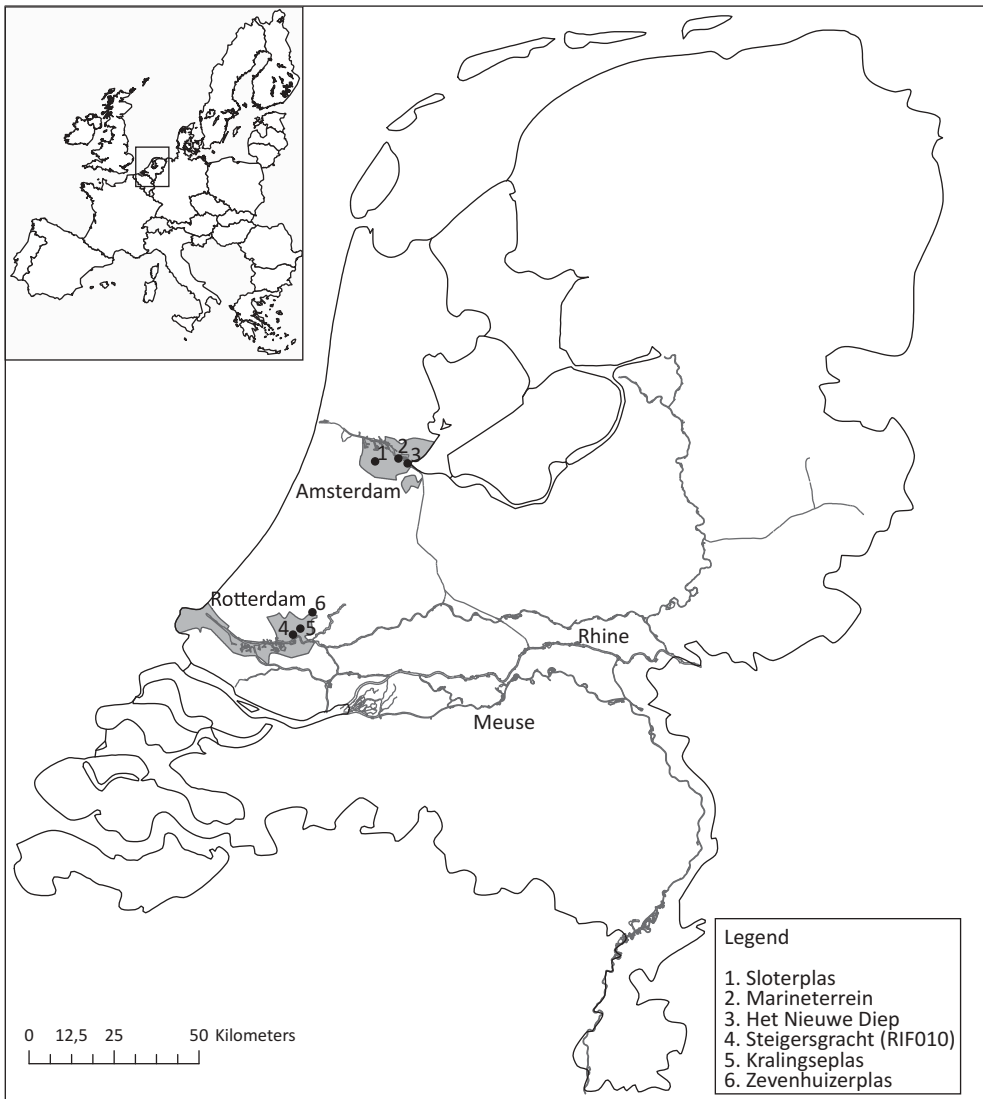 1
2
3
Amsterdam
Rotterdam
6
4
5
Rhine
Meuse
Legend
1. Sloterplas
2. Marineterrein
3. Het Nieuwe Diep
4. Steigersgracht (RIF010)
5. Kralingseplas
6. Zevenhuizerplas
0 12,5 25 50 Kilometers